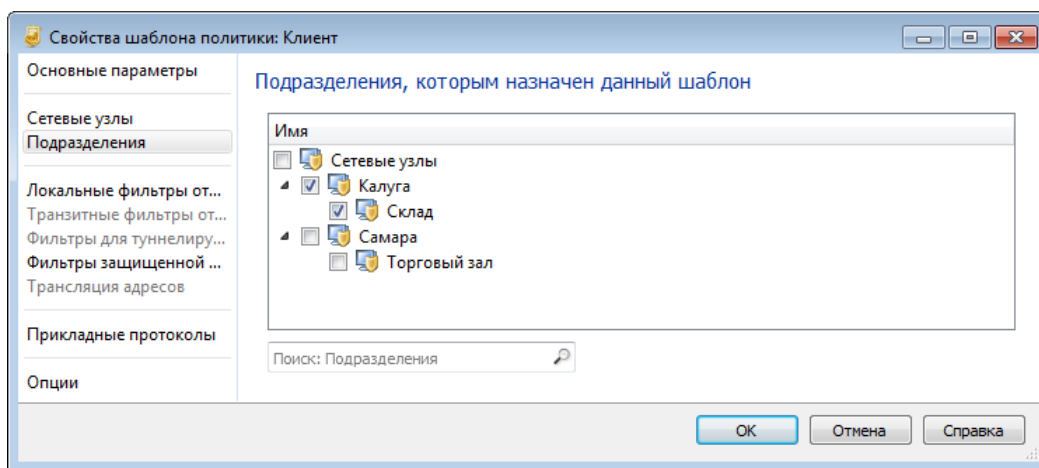 Свойства шаблона политики: Клиент
Основные параметры
Сетевые узлы
Подразделения
Локальные фильтры от...
Транзитные фильтры от...
Фильтры для туннелиру...
Фильтры защищенной ...
Трансляция адресов
Прикладные протоколы
Опции
Подразделения, которым назначен данный шаблон
Имя
Сетевые узлы
Калуга
Склад
Самара
Торговый зал
Поиск: Подразделения
OK
Отмена
Справка